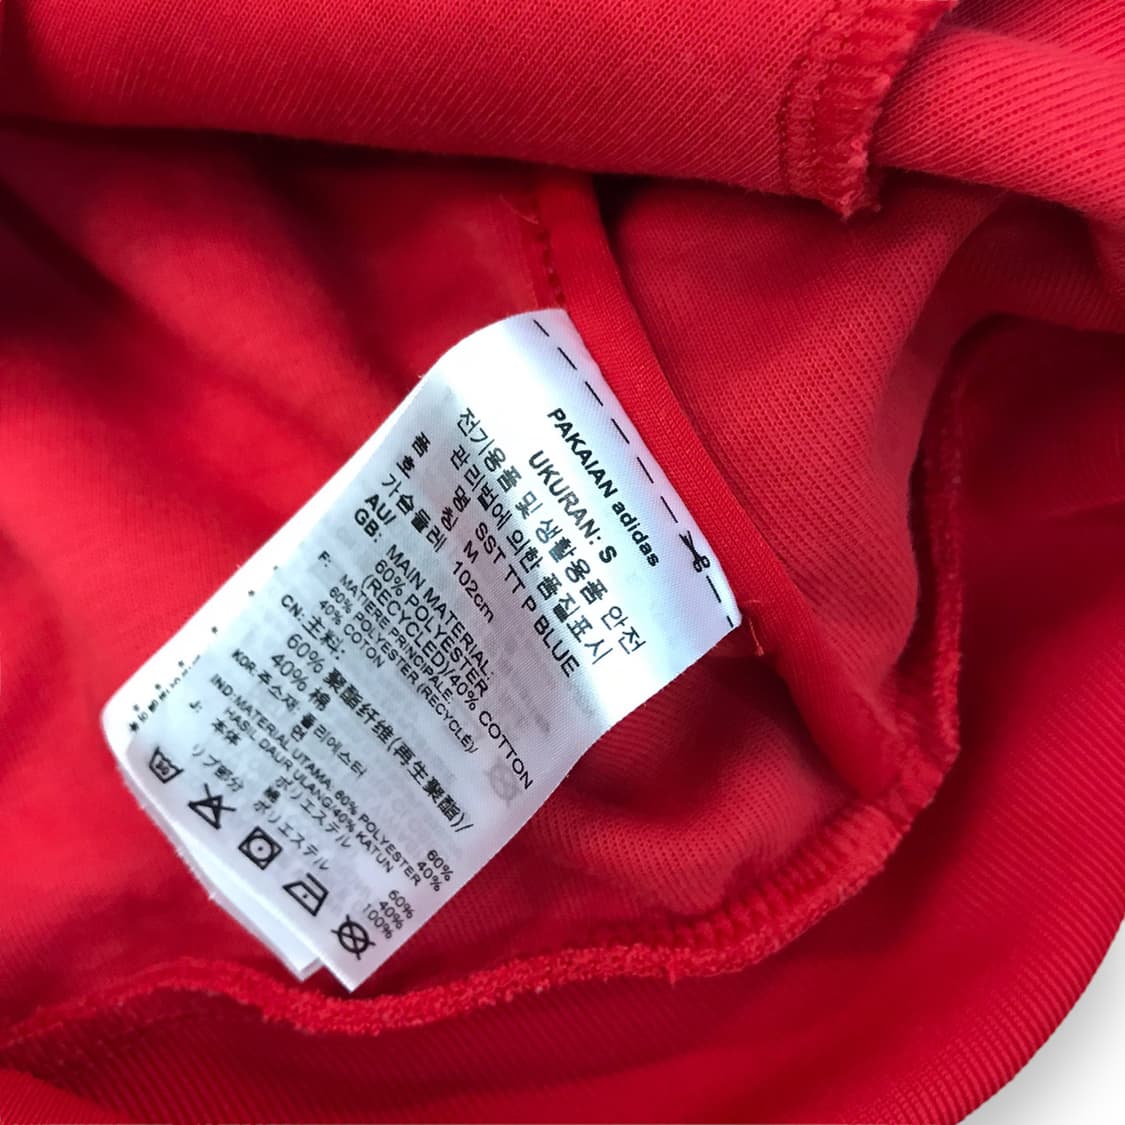 PAKAIAN adidas
UKURAN: S
전기용품 및 생활용품 안전
관리법에 의한 품질표시
품 명 SST TT P BLUE
호 칭 M
가슴둘레 102cm
AU/
GB: MAIN MATERIAL:
60% POLYESTER
(RECYCLED)/40% COTTON
F: MATIERE PRINCIPALE:
60% POLYESTER (RECYCLÉ)/
40% COTON
CN:主料:
60% 聚酯纤维(再生聚酯)/
40% 棉
KOR:주소재 폴리에스터 60%
면 40%
IND:MATERIAL UTAMA: 60% POLYESTER
HASIL DAUR ULANG/40% KATUN
J: 本体 ポリエステル 60%
綿 40%
リブ部分 ポリエステル 100%